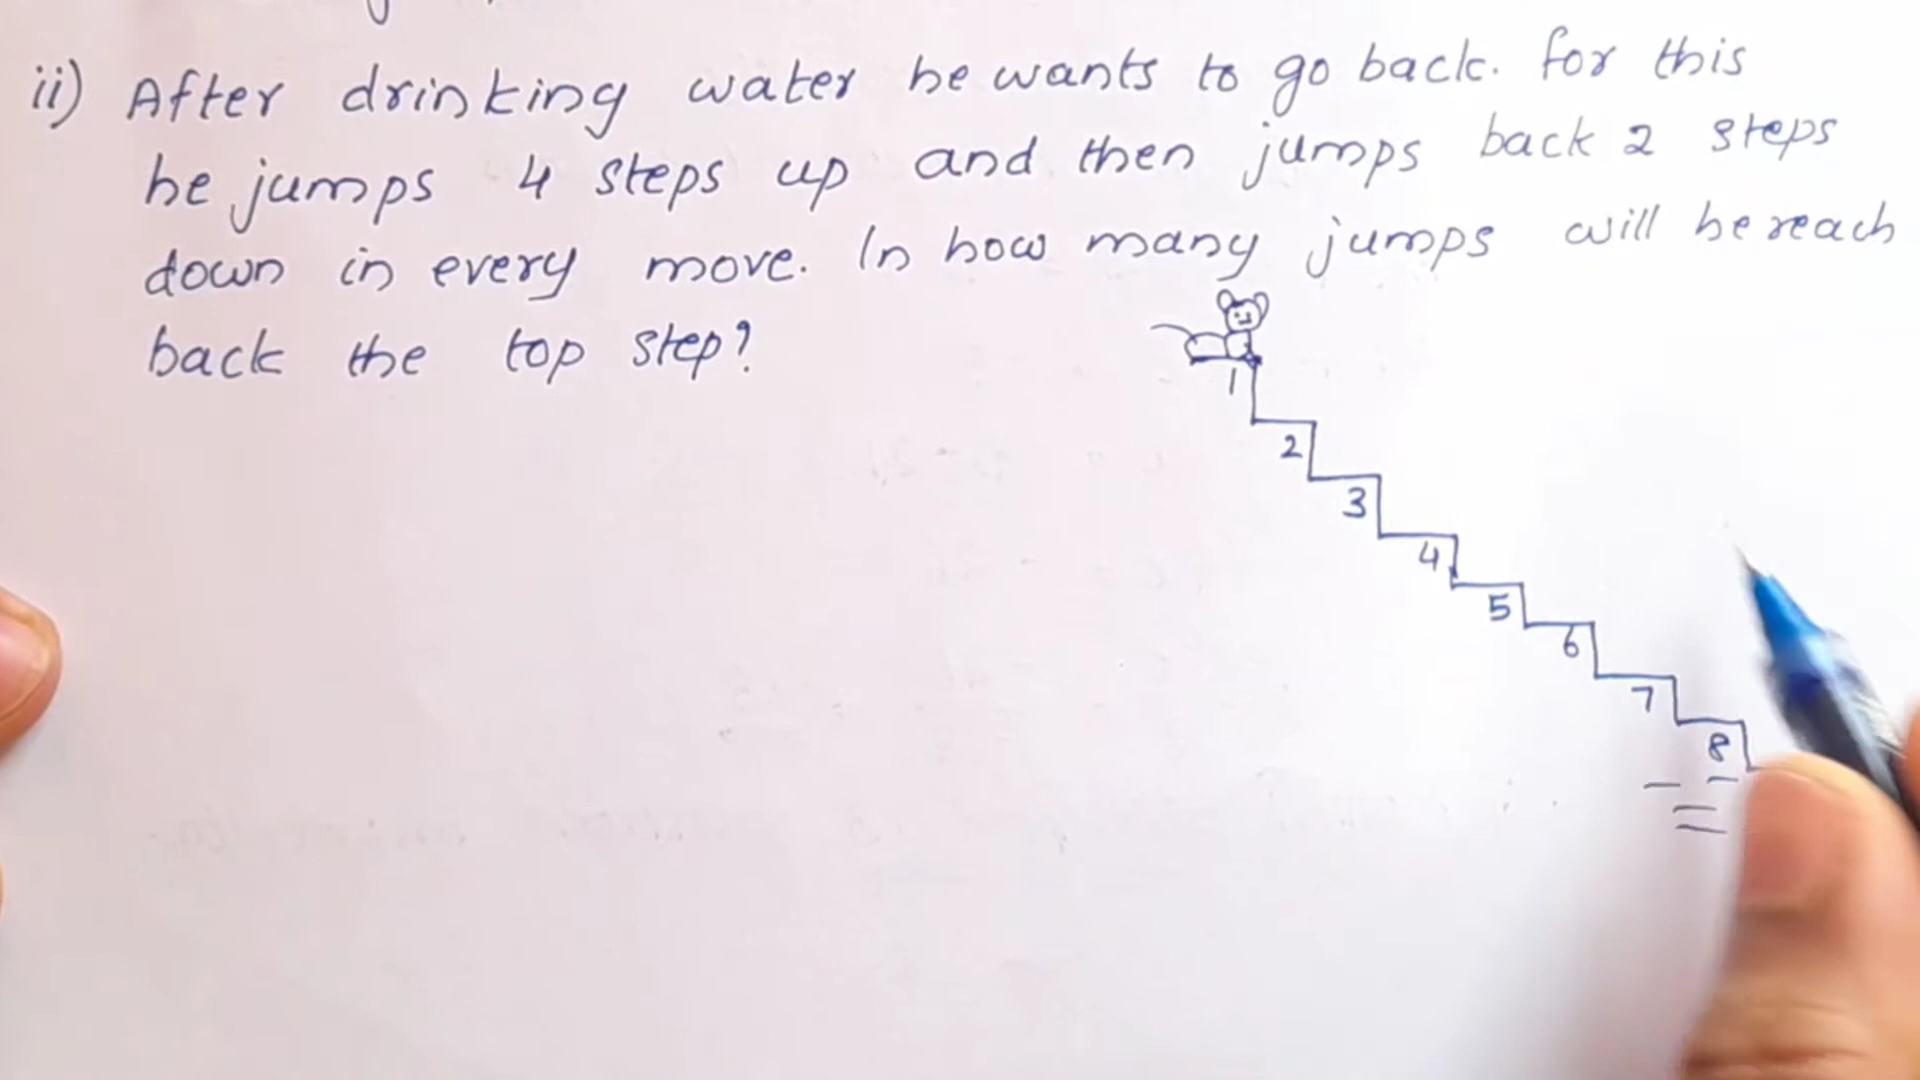 ii) After drinking water he wants to go back. for this
he jumps 4 steps up and then jumps back 2 steps
down in every move. In how many jumps will he reach
back the top step?
1
2
3
4
5
6
7
8